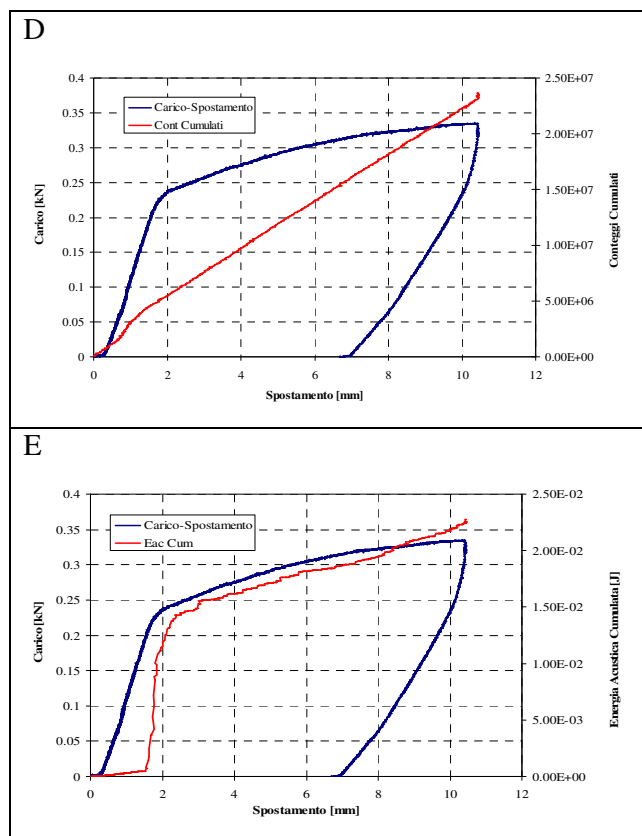 D
0.4
0.35
0.3
0.25
0.2
0.15
0.1
0.05
0
Carico [kN]
Carico-Spostamento
Cont Cumulati
2.50E+07
2.00E+07
1.50E+07
1.00E+07
5.00E+06
0.00E+00
Conteggi Cumulati
0 2 4 6 8 10 12
Spostamento [mm]
E
0.4
0.35
0.3
0.25
0.2
0.15
0.1
0.05
0
Carico [kN]
Carico-Spostamento
Eac Cum
2.50E-02
2.00E-02
1.50E-02
1.00E-02
5.00E-03
0.00E+00
Energia Acustica Cumulata [J]
0 2 4 6 8 10 12
Spostamento [mm]